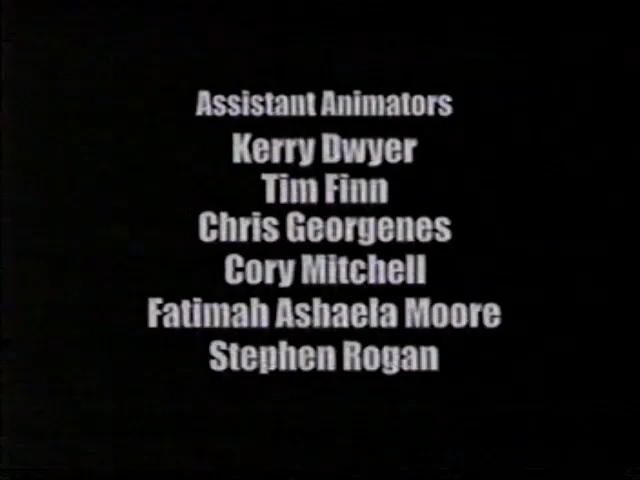 Assistant Animators
Kerry Dwyer
Tim Finn
Chris Georgenes
Cory Mitchell
Fatimah Ashaela Moore
Stephen Rogan